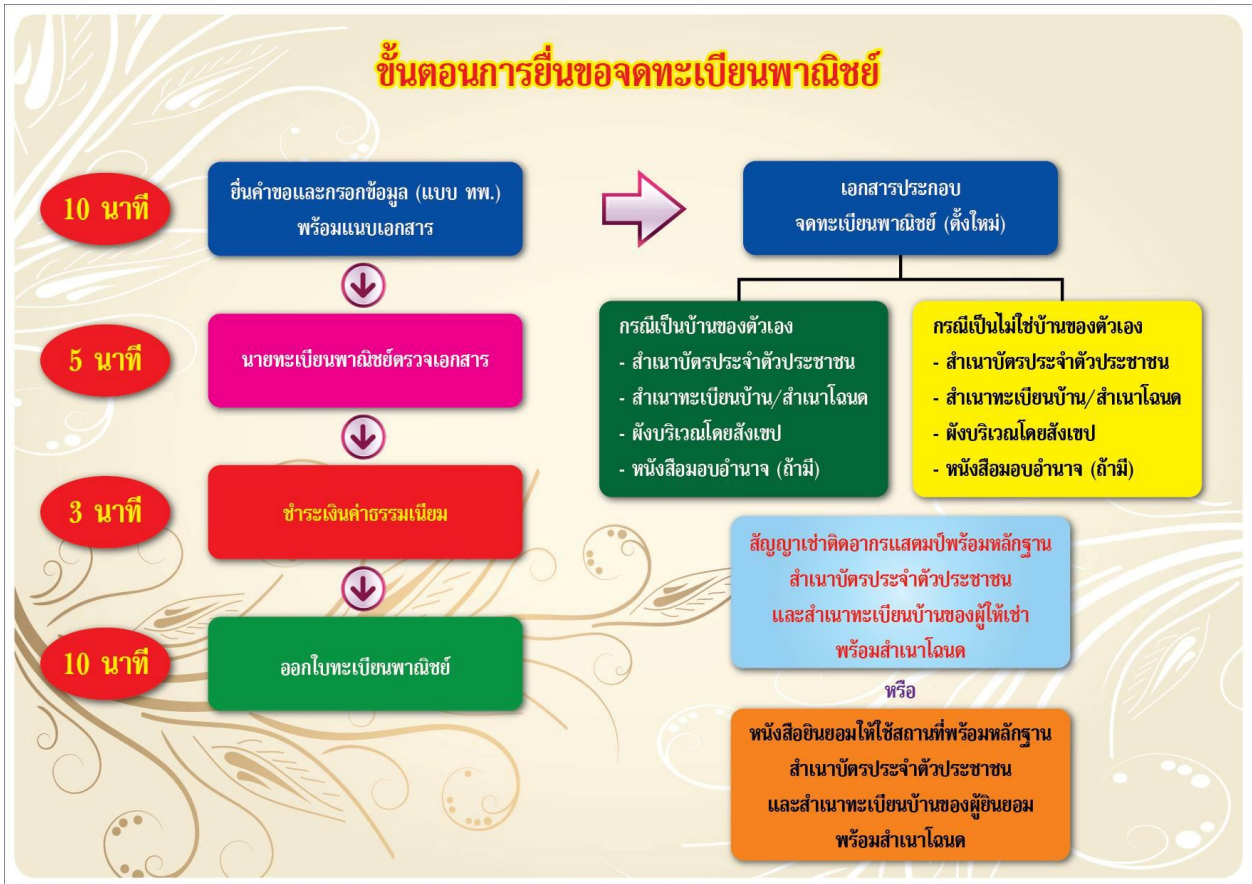 ขั้นตอนการยื่นขอจดทะเบียนพาณิชย์
10 นาที
ยื่นคำขอและกรอกข้อมูล (แบบ ทพ.)
พร้อมแนบเอกสาร
5 นาที
นายทะเบียนพาณิชย์ตรวจเอกสาร
3 นาที
ชำระเงินค่าธรรมเนียม
10 นาที
ออกใบทะเบียนพาณิชย์
เอกสารประกอบ
จดทะเบียนพาณิชย์ (ตั้งใหม่)
กรณีเป็นบ้านของตัวเอง
- สำเนาบัตรประจำตัวประชาชน
- สำเนาทะเบียนบ้าน/สำเนาโฉนด
- ผังบริเวณโดยสังเขป
- หนังสือมอบอำนาจ (ถ้ามี)
กรณีเป็นไม่ใช่บ้านของตัวเอง
- สำเนาบัตรประจำตัวประชาชน
- สำเนาทะเบียนบ้าน/สำเนาโฉนด
- ผังบริเวณโดยสังเขป
- หนังสือมอบอำนาจ (ถ้ามี)
สัญญาเช่าติดอากรแสตมป์พร้อมหลักฐาน
สำเนาบัตรประจำตัวประชาชน
และสำเนาทะเบียนบ้านของผู้ให้เช่า
พร้อมสำเนาโฉนด
หรือ
หนังสือยินยอมให้ใช้สถานที่พร้อมหลักฐาน
สำเนาบัตรประจำตัวประชาชน
และสำเนาทะเบียนบ้านของผู้ยินยอม
พร้อมสำเนาโฉนด